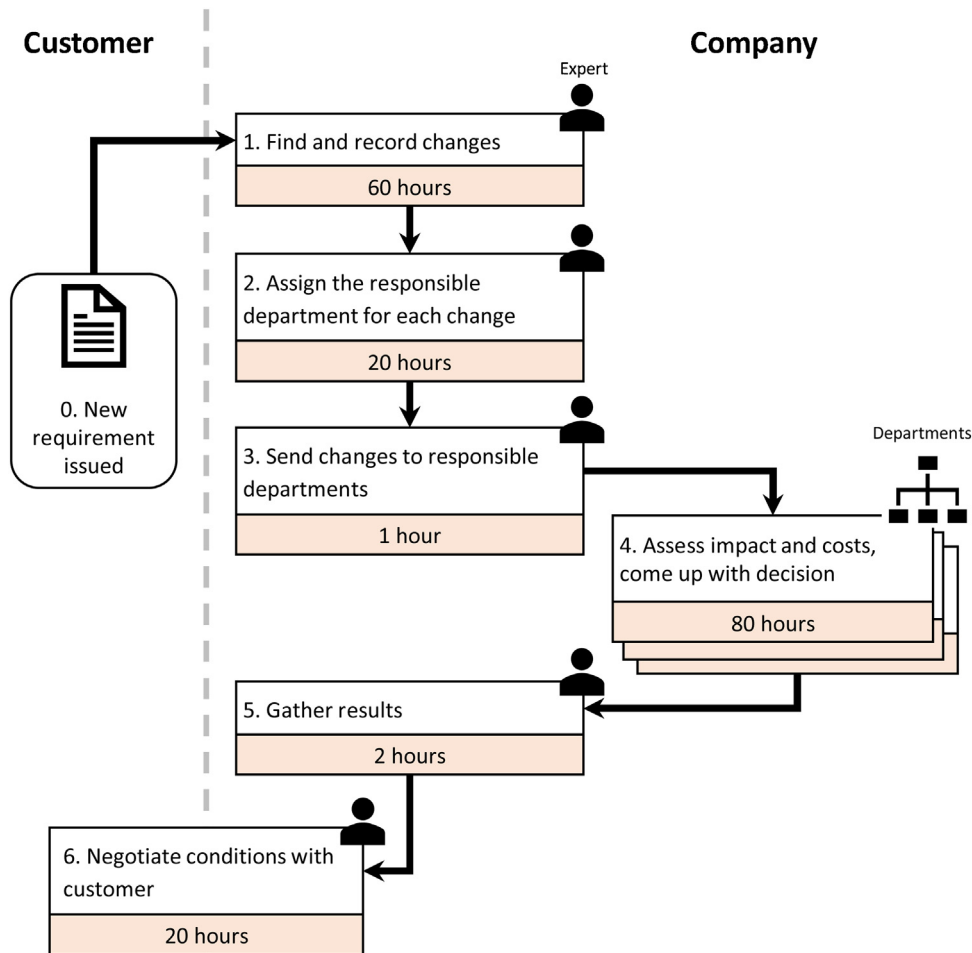 Customer
Company
Expert
1. Find and record changes
60 hours
2. Assign the responsible
department for each change
20 hours
0. New
requirement
issued
3. Send changes to responsible
departments
1 hour
Departments
4. Assess impact and costs,
come up with decision
80 hours
5. Gather results
2 hours
6. Negotiate conditions with
customer
20 hours